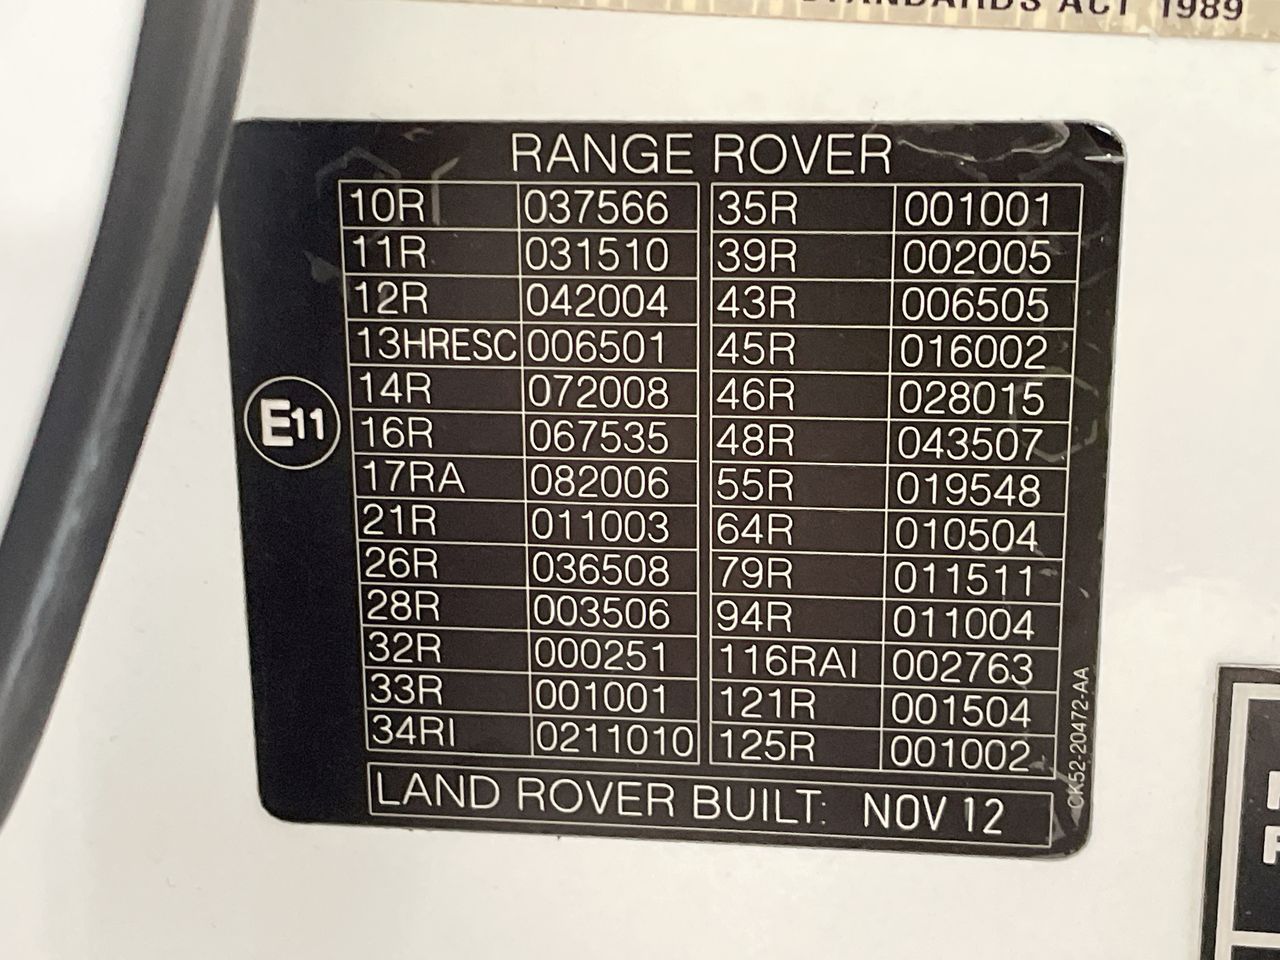 STANDARDS ACT 1989
RANGE ROVER
10R 037566 35R 001001
11R 031510 39R 002005
12R 042004 43R 006505
13HRESC 006501 45R 016002
14R 072008 46R 028015
16R 067535 48R 043507
17RA 082006 55R 019548
21R 011003 64R 010504
26R 036508 79R 011511
28R 003506 94R 011004
32R 000251 116RAI 002763
33R 001001 121R 001504
34RI 0211010 125R 001002
E11
LAND ROVER BUILT: NOV 12
CK52-20472-AA